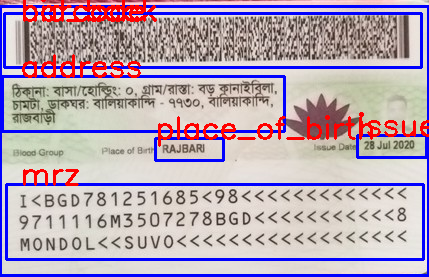 barcode
address
ঠিকানা: বাসা/হোল্ডিং: ০, গ্রাম/রাস্তা: বড় কানাইবিলা,
চামটা, ডাকঘর: বালিয়াকান্দি - ৭৭৩০, বালিয়াকান্দি,
রাজবাড়ী
place_of_birth
issue
Blood Group
Place of Birth
RAJBARI
Issue Date
28 Jul 2020
mrz
I<BGD781251685<98<<<<<<<<<<<<<
9711116M3507278BGD<<<<<<<<<<<8
MONDOL<<SUVO<<<<<<<<<<<<<<<<<<